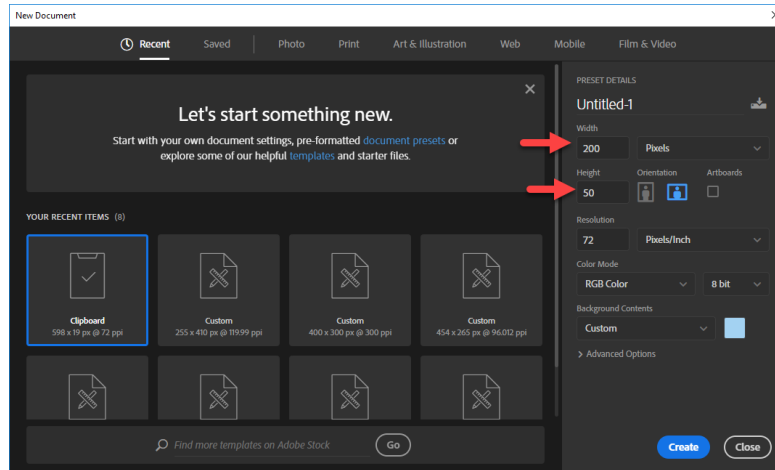 New Document
Recent Saved Photo Print Art & Illustration Web Mobile Film & Video
Let's start something new.
Start with your own document settings, pre-formatted document presets or
explore some of our helpful templates and starter files.
YOUR RECENT ITEMS (8)
Clipboard
598 x 19 px @ 72 ppi
Custom
255 x 410 px @ 119.99 ppi
Custom
400 x 300 px @ 300 ppi
Custom
454 x 265 px @ 96.012 ppi
Find more templates on Adobe Stock Go
PRESET DETAILS
Untitled-1
Width
200 Pixels
Height Orientation Artboards
50
Resolution
72 Pixels/Inch
Color Mode
RGB Color 8 bit
Background Contents
Custom
Advanced Options
Create Close